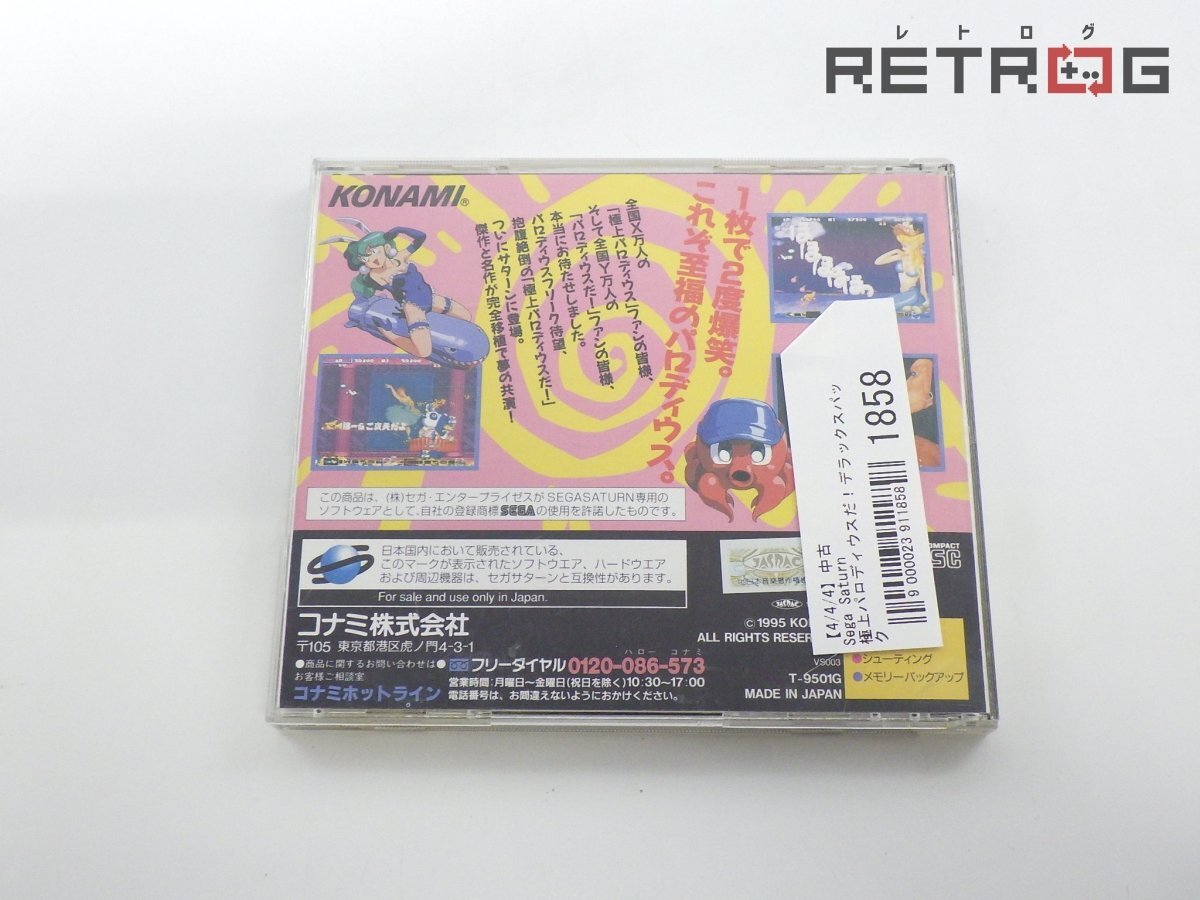 レトログ
RETROG
KONAMI®
1枚で2度爆笑。
これぞ至福のパロディウス。
全国Y万人の
「極上パロディウス」ファンの皆様、
そして全国Y万人の
「パロディウスだ!」ファンの皆様、
本当にお待たせしました。
パロディウスフリーク待望、
抱腹絶倒の「極上パロディウスだ!」
ついにサターンに登場。
傑作と名作が完全移植で夢の共演!
この商品は、(株)セガ・エンタープライゼスがSEGASATURN専用の
ソフトウェアとして、自社の登録商標SEGAの使用を許諾したものです。
日本国内において販売されている、
このマークが表示されたソフトウエア、ハードウエア
および周辺機器は、セガサターンと互換性があります。
For sale and use only in Japan.
コナミ株式会社
〒105 東京都港区虎ノ門4-3-1
●商品に関するお問い合わせは●
お客様ご相談室
コナミホットライン
ハロー コナミ
フリーダイヤル0120-086-573
営業時間:月曜日~金曜日(祝日を除く)10:30~17:00
電話番号は、お間違えないようにおかけください。
JASRAC
©1995 KON
ALL RIGHTS RESER
VS003
T-9501G
MADE IN JAPAN
COMPACT
シューティング
●メモリーバックアップ
【4/4/4】中古
Sega Saturn
極上パロディウスだ!デラックスパッ
ク
9 000023 911858
1858